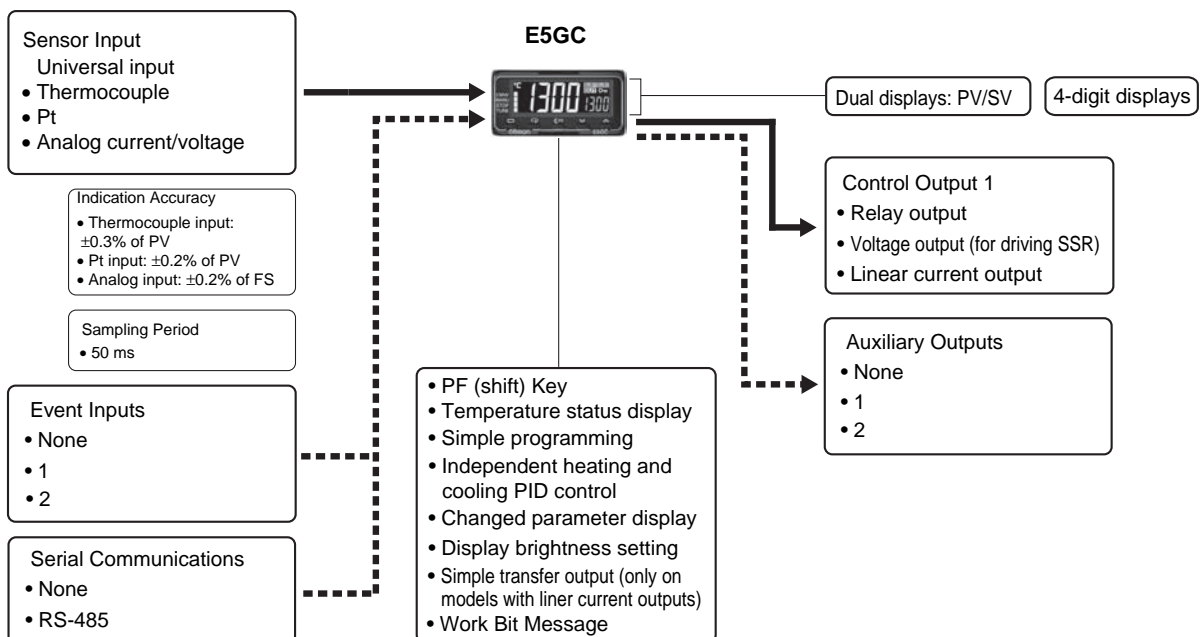 E5GC
Sensor Input
Universal input
• Thermocouple
• Pt
• Analog current/voltage
Indication Accuracy
• Thermocouple input:
±0.3% of PV
• Pt input: ±0.2% of PV
• Analog input: ±0.2% of FS
Sampling Period
• 50 ms
Event Inputs
• None
• 1
• 2
Serial Communications
• None
• RS-485
°C
1300
1300
OMRON
E5GC
• PF (shift) Key
• Temperature status display
• Simple programming
• Independent heating and
cooling PID control
• Changed parameter display
• Display brightness setting
• Simple transfer output (only on
models with liner current outputs)
• Work Bit Message
Dual displays: PV/SV
4-digit displays
Control Output 1
• Relay output
• Voltage output (for driving SSR)
• Linear current output
Auxiliary Outputs
• None
• 1
• 2